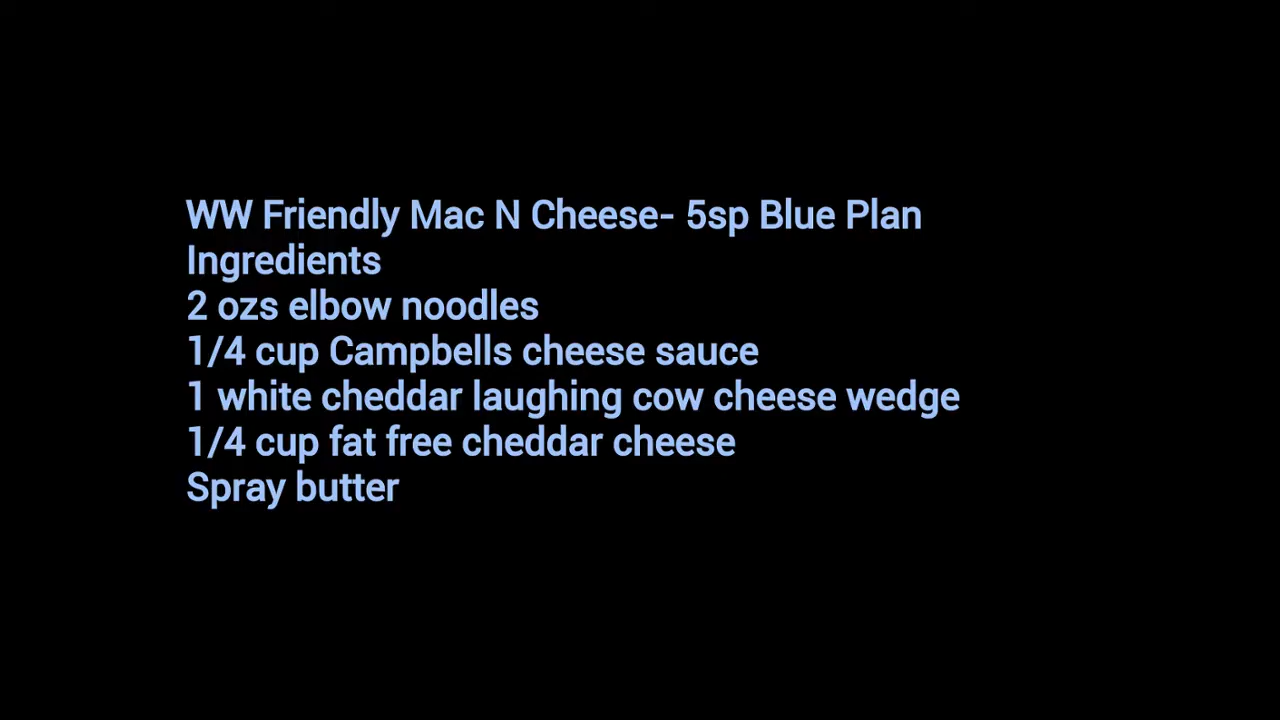 WW Friendly Mac N Cheese- 5sp Blue Plan
Ingredients
2 ozs elbow noodles
1/4 cup Campbells cheese sauce
1 white cheddar laughing cow cheese wedge
1/4 cup fat free cheddar cheese
Spray butter